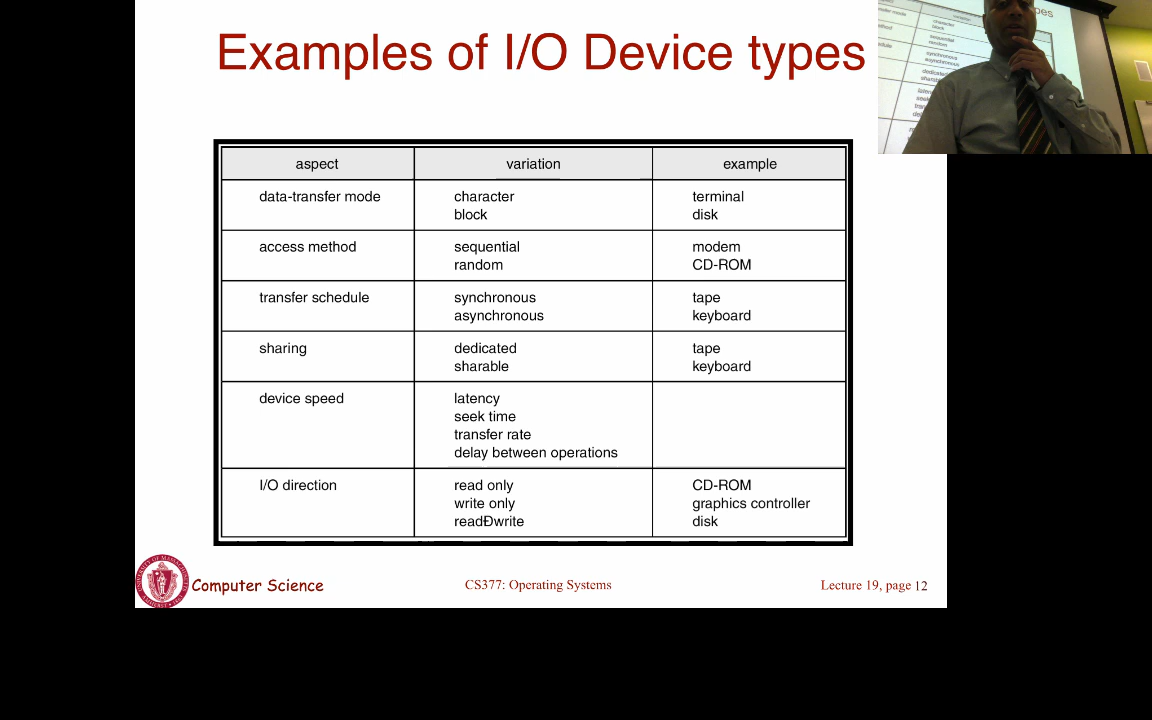 Examples of I/O Device types
aspect variation example
data-transfer mode character terminal
block disk
access method sequential modem
random CD-ROM
transfer schedule synchronous tape
asynchronous keyboard
sharing dedicated tape
sharable keyboard
device speed latency
seek time
transfer rate
delay between operations
I/O direction read only CD-ROM
write only graphics controller
readÐwrite disk
Computer Science CS377: Operating Systems Lecture 19, page 12